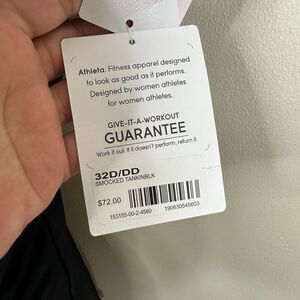 Athleta. Fitness apparel designed
to look as good as it performs.
Designed by women athletes
for women athletes.
GIVE-IT-A-WORKOUT
GUARANTEE
Work it out. If it doesn't perform, return it.
32D/DD
SMOCKED TANKINBLK
$72.00
153155-00-2-4560 190630545603